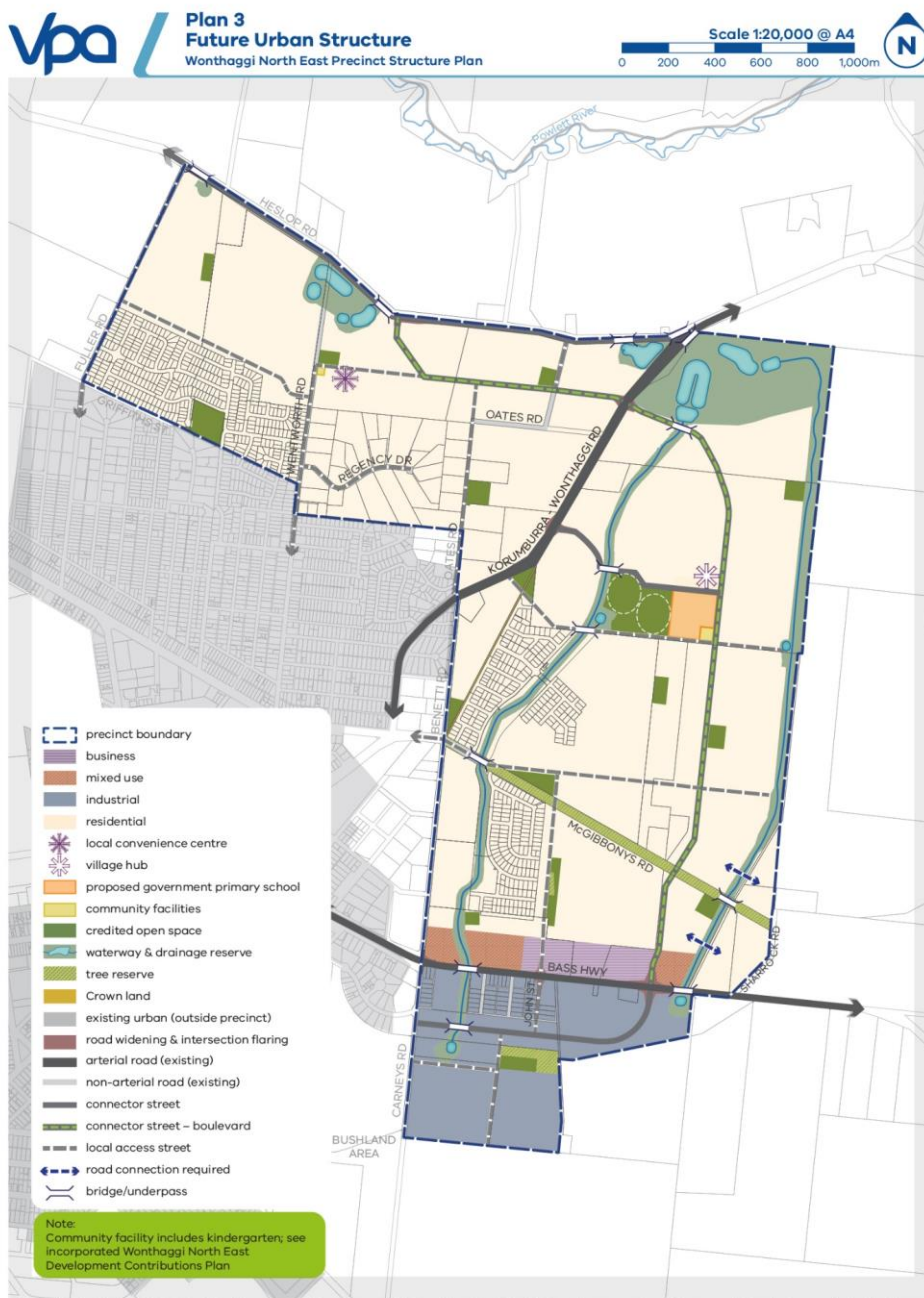 vpa
Plan 3
Future Urban Structure
Wonthaggi North East Precinct Structure Plan
Scale 1:20,000 @ A4
0 200 400 600 800 1,000m
N
Powlett River
HESLOP RD
FULLER RD
GRIFFITHS ST
WENTWORTH RD
OATES RD
REGENCY DR
KORUMBURRA - WONTHAGGI RD
OATES RD
BENETTI RD
McGIBBONYS RD
BASS HWY
JOHN ST
SHARROCK RD
CARNEYS RD
BUSHLAND
AREA
precinct boundary
business
mixed use
industrial
residential
local convenience centre
village hub
proposed government primary school
community facilities
credited open space
waterway & drainage reserve
tree reserve
Crown land
existing urban (outside precinct)
road widening & intersection flaring
arterial road (existing)
non-arterial road (existing)
connector street
connector street – boulevard
local access street
road connection required
bridge/underpass
Note:
Community facility includes kindergarten; see
incorporated Wonthaggi North East
Development Contributions Plan